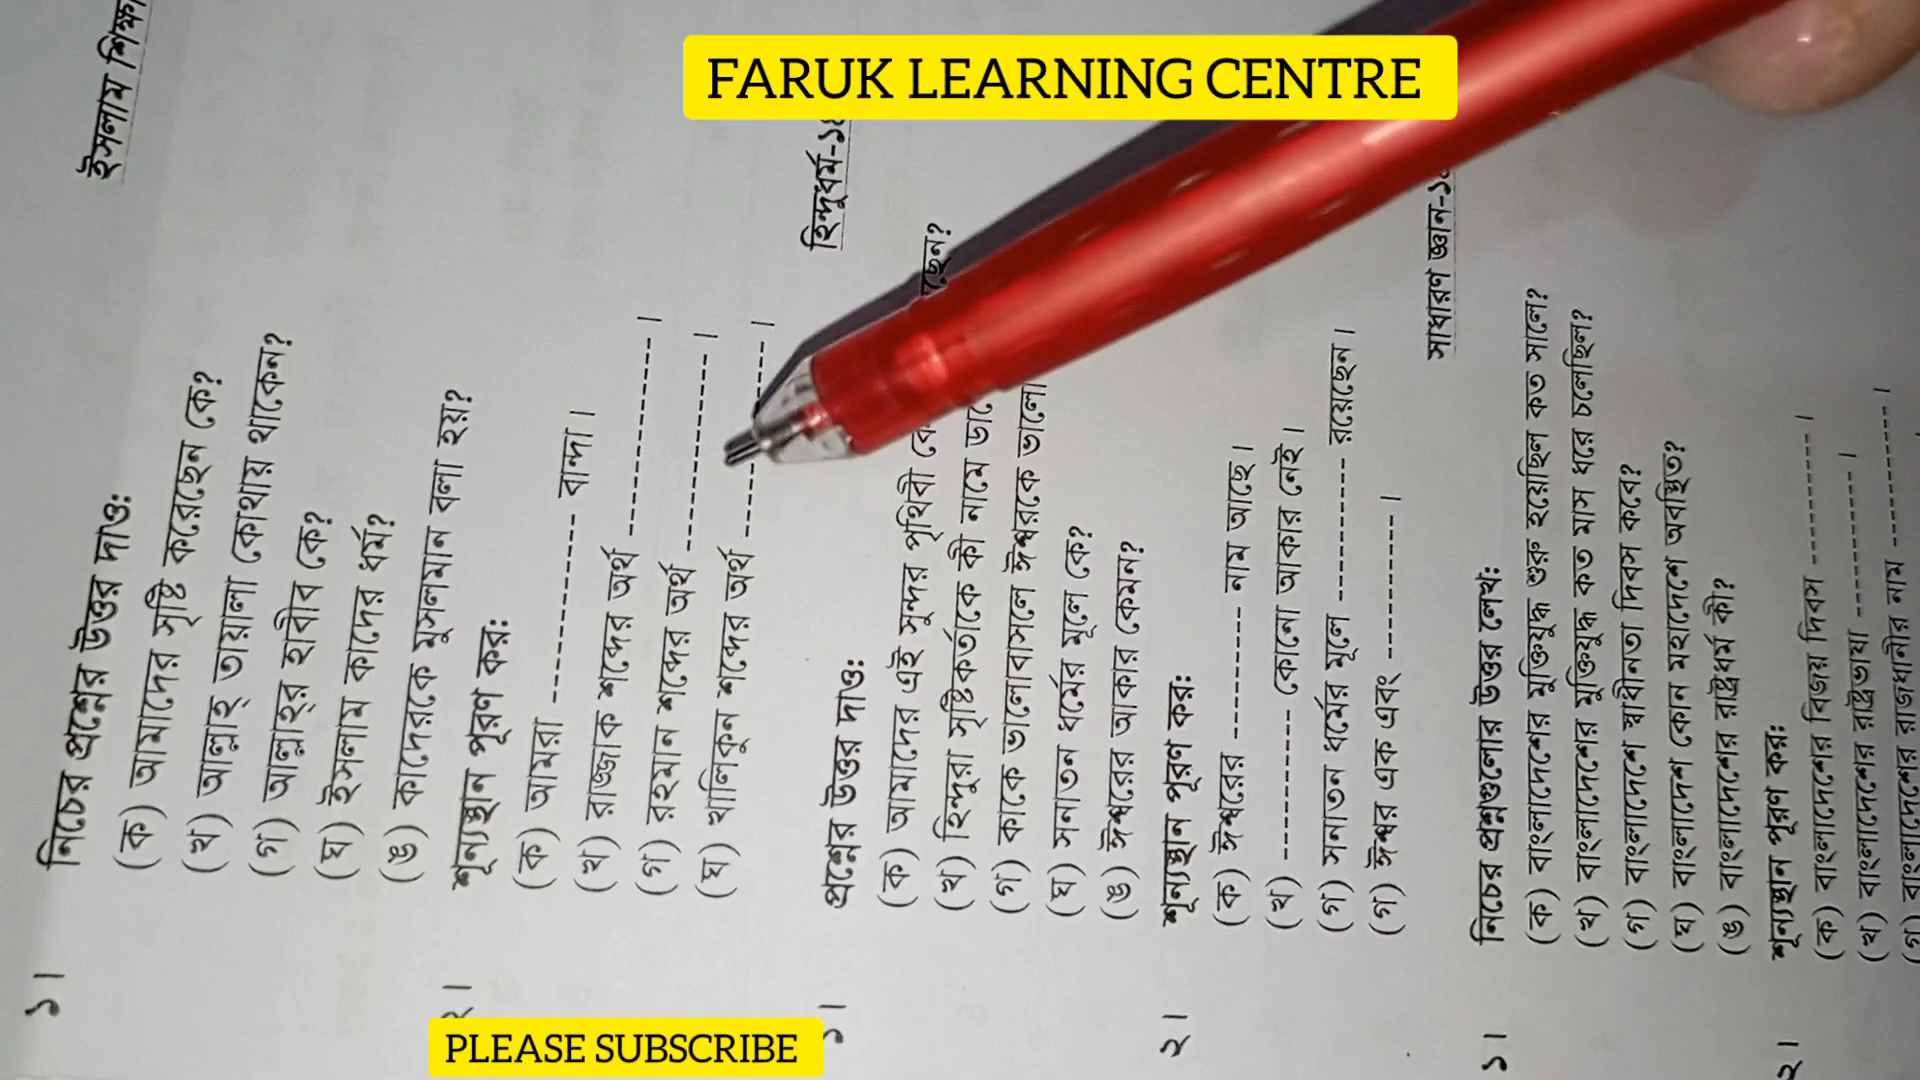 FARUK LEARNING CENTRE
ইসলাম শিক্ষা
১। নিচের প্রশ্নের উত্তর দাও:
(ক) আমাদের সৃষ্টি করেছেন কে?
(খ) আল্লাহ্ তায়ালা কোথায় থাকেন?
(গ) আল্লাহ্‌র হাবীব কে?
(ঘ) ইসলাম কাদের ধর্ম?
(ঙ) কাদেরকে মুসলমান বলা হয়?
২। শূন্যস্থান পূরণ কর:
(ক) আমরা ------------- বান্দা।
(খ) রাজ্জাক শব্দের অর্থ -------------- ।
(গ) রহমান শব্দের অর্থ -------------- ।
(ঘ) খালিকুন শব্দের অর্থ -------------- ।
হিন্দুধর্ম-১
১। প্রশ্নের উত্তর দাও:
(ক) আমাদের এই সুন্দর পৃথিবী ছেন?
(খ) হিন্দুরা সৃষ্টিকর্তাকে কী নামে
(গ) কাকে ভালোবাসলে ঈশ্বরকে ভালো
(ঘ) সনাতন ধর্মের মূলে কে?
(ঙ) ঈশ্বরের আকার কেমন?
২। শূন্যস্থান পূরণ কর:
(ক) ঈশ্বরের ----------- নাম আছে।
(খ) ----------- কোনো আকার নেই।
(গ) সনাতন ধর্মের মূলে ------------- রয়েছেন।
(গ) ঈশ্বর এক এবং ------------- ।
সাধারণ জ্ঞান-১
১। নিচের প্রশ্নগুলোর উত্তর লেখ:
(ক) বাংলাদেশের মুক্তিযুদ্ধ শুরু হয়েছিল কত সালে?
(খ) বাংলাদেশের মুক্তিযুদ্ধ কত মাস ধরে চলেছিল?
(গ) বাংলাদেশে স্বাধীনতা দিবস কবে?
(ঘ) বাংলাদেশ কোন মহাদেশে অবস্থিত?
(ঙ) বাংলাদেশের রাষ্ট্রধর্ম কী?
২। শূন্যস্থান পূরণ কর:
(ক) বাংলাদেশের বিজয় দিবস ------------- ।
(খ) বাংলাদেশের রাষ্ট্রভাষা ------------- ।
(গ) বাংলাদেশের রাজধানীর নাম ------------- ।
PLEASE SUBSCRIBE